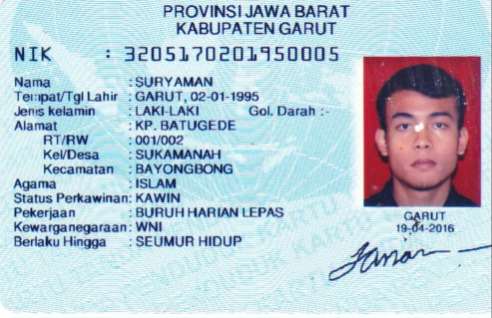 PROVINSI JAWA BARAT
KABUPATEN GARUT
NIK : 3205170201950005
Nama : SURYAMAN
Tempat/Tgl Lahir : GARUT, 02-01-1995
Jenis kelamin : LAKI-LAKI Gol. Darah :-
Alamat : KP. BATUGEDE
RT/RW : 001/002
Kel/Desa : SUKAMANAH
Kecamatan : BAYONGBONG
Agama : ISLAM
Status Perkawinan: KAWIN
Pekerjaan : BURUH HARIAN LEPAS
Kewarganegaraan: WNI
Berlaku Hingga : SEUMUR HIDUP
GARUT
19-04-2016